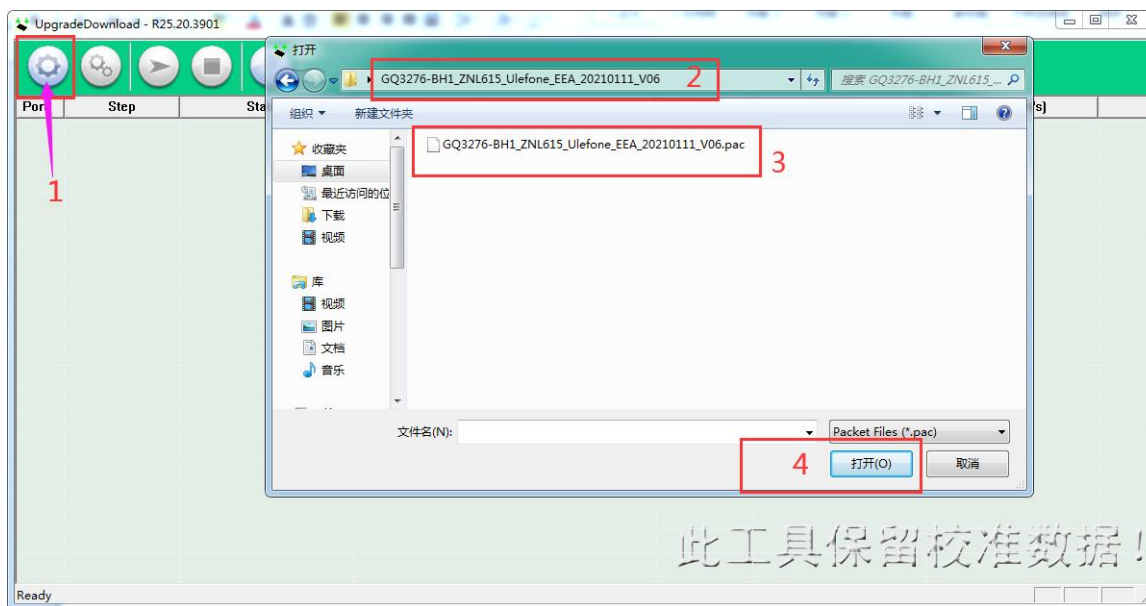 UpgradeDownload - R25.20.3901
打开
GQ3276-BH1_ZNL615_Ulefone_EEA_20210111_V06
2
搜索 GQ3276-BH1_ZNL615_...
Port Step Sta
组织
新建文件夹
收藏夹
GQ3276-BH1_ZNL615_Ulefone_EEA_20210111_V06.pac
3
桌面
1
最近访问的位
下载
视频
库
视频
图片
文档
音乐
文件名(N):
Packet Files (*.pac)
4
打开(O)
取消
此工具保留校准数据!
Ready